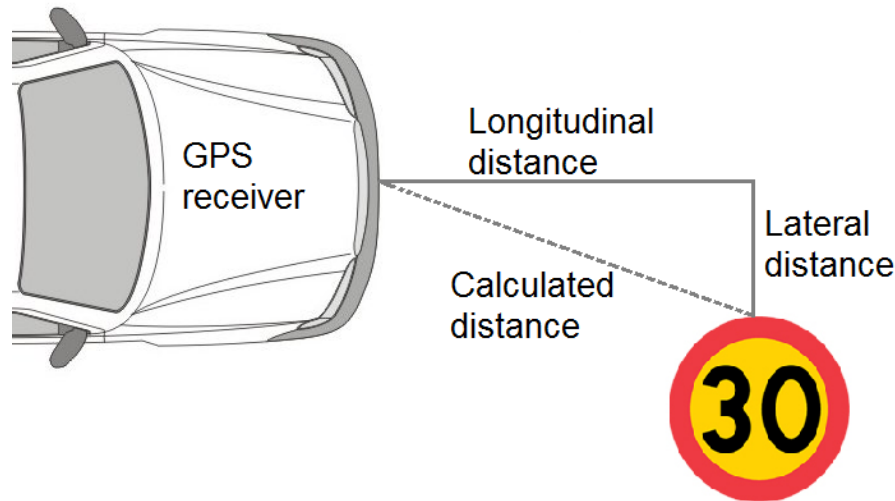 Longitudinal
distance
GPS
receiver
Lateral
distance
Calculated
distance
30